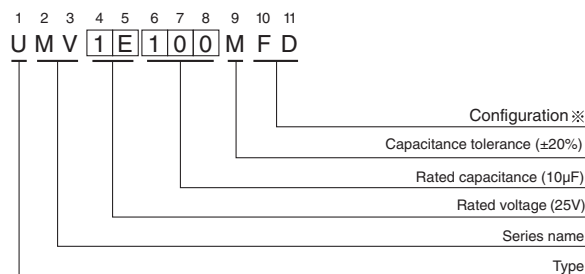 1 2 3 4 5 6 7 8 9 10 11
U M V 1 E 1 0 0 M F D
Configuration※
Capacitance tolerance (±20%)
Rated capacitance (10µF)
Rated voltage (25V)
Series name
Type